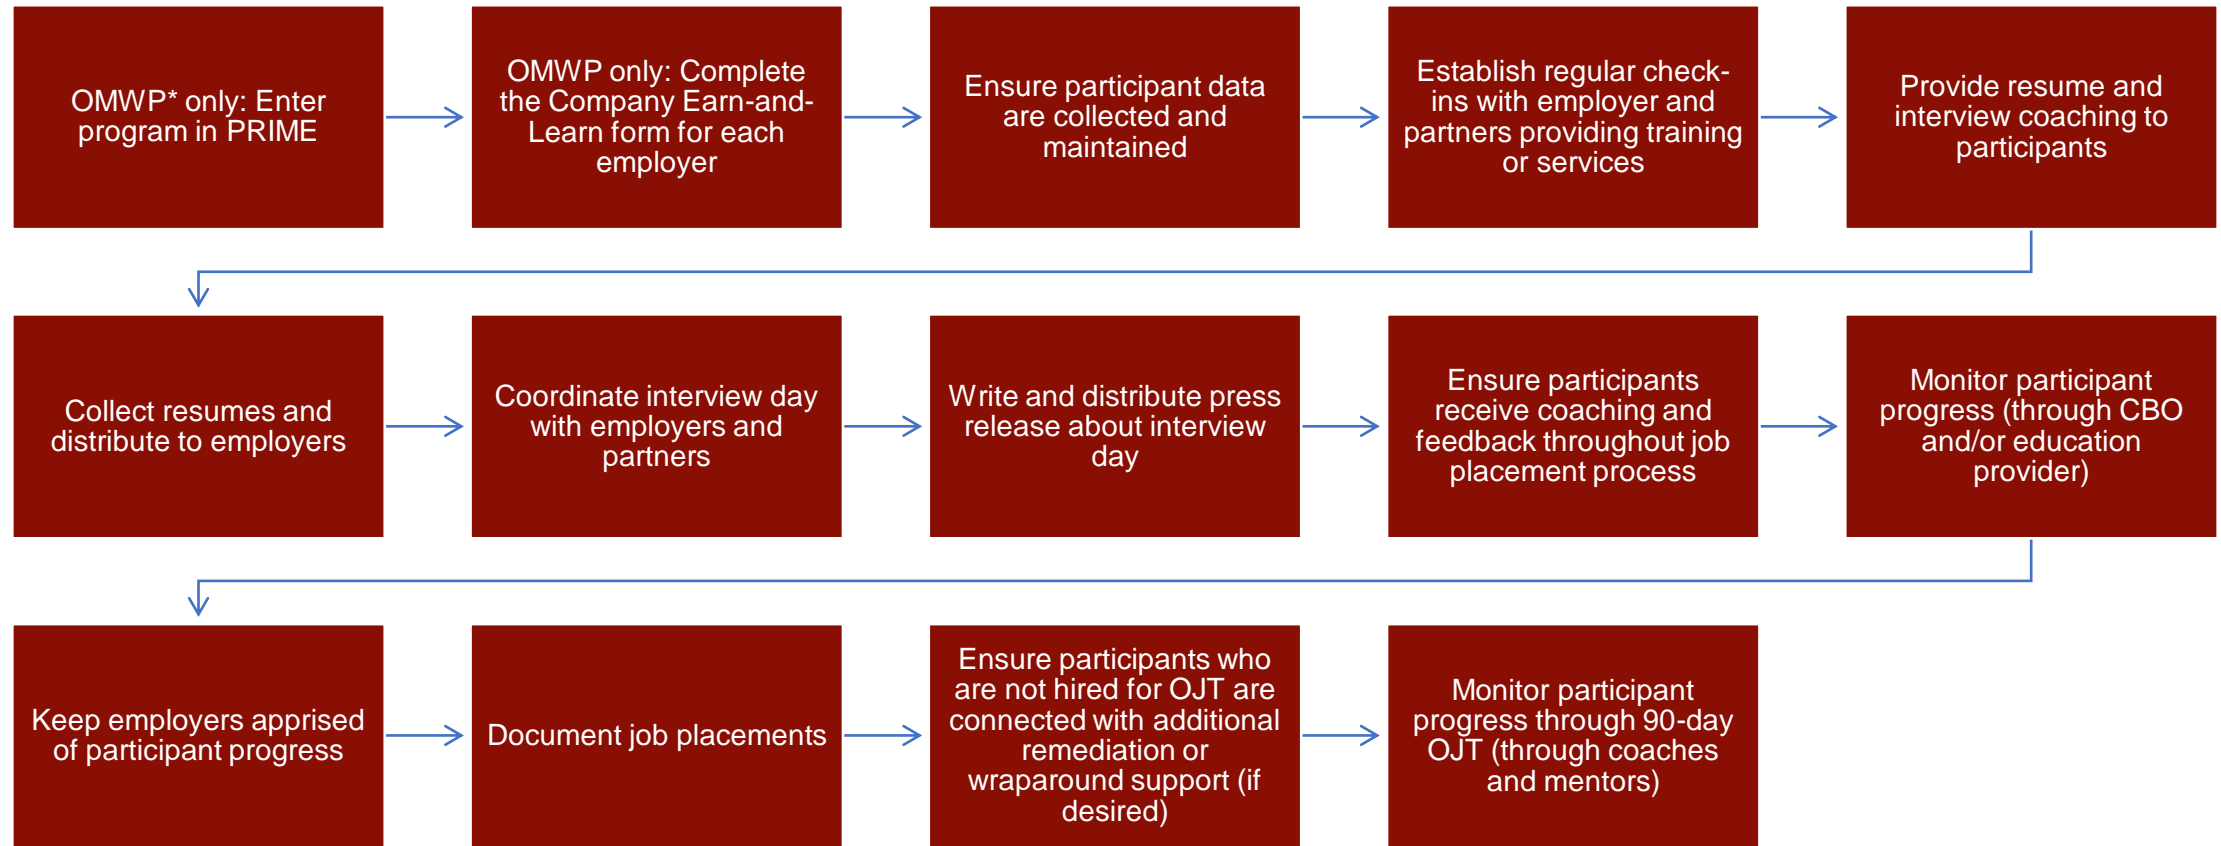 OMWP* only: Enter
program in PRIME
OMWP only: Complete
the Company Earn-and-
Learn form for each
employer
Ensure participant data
are collected and
maintained
Establish regular check-
ins with employer and
partners providing training
or services
Provide resume and
interview coaching to
participants
Collect resumes and
distribute to employers
Coordinate interview day
with employers and
partners
Write and distribute press
release about interview
day
Ensure participants
receive coaching and
feedback throughout job
placement process
Monitor participant
progress (through CBO
and/or education
provider)
Keep employers apprised
of participant progress
Document job placements
Ensure participants who
are not hired for OJT are
connected with additional
remediation or
wraparound support (if
desired)
Monitor participant
progress through 90-day
OJT (through coaches
and mentors)